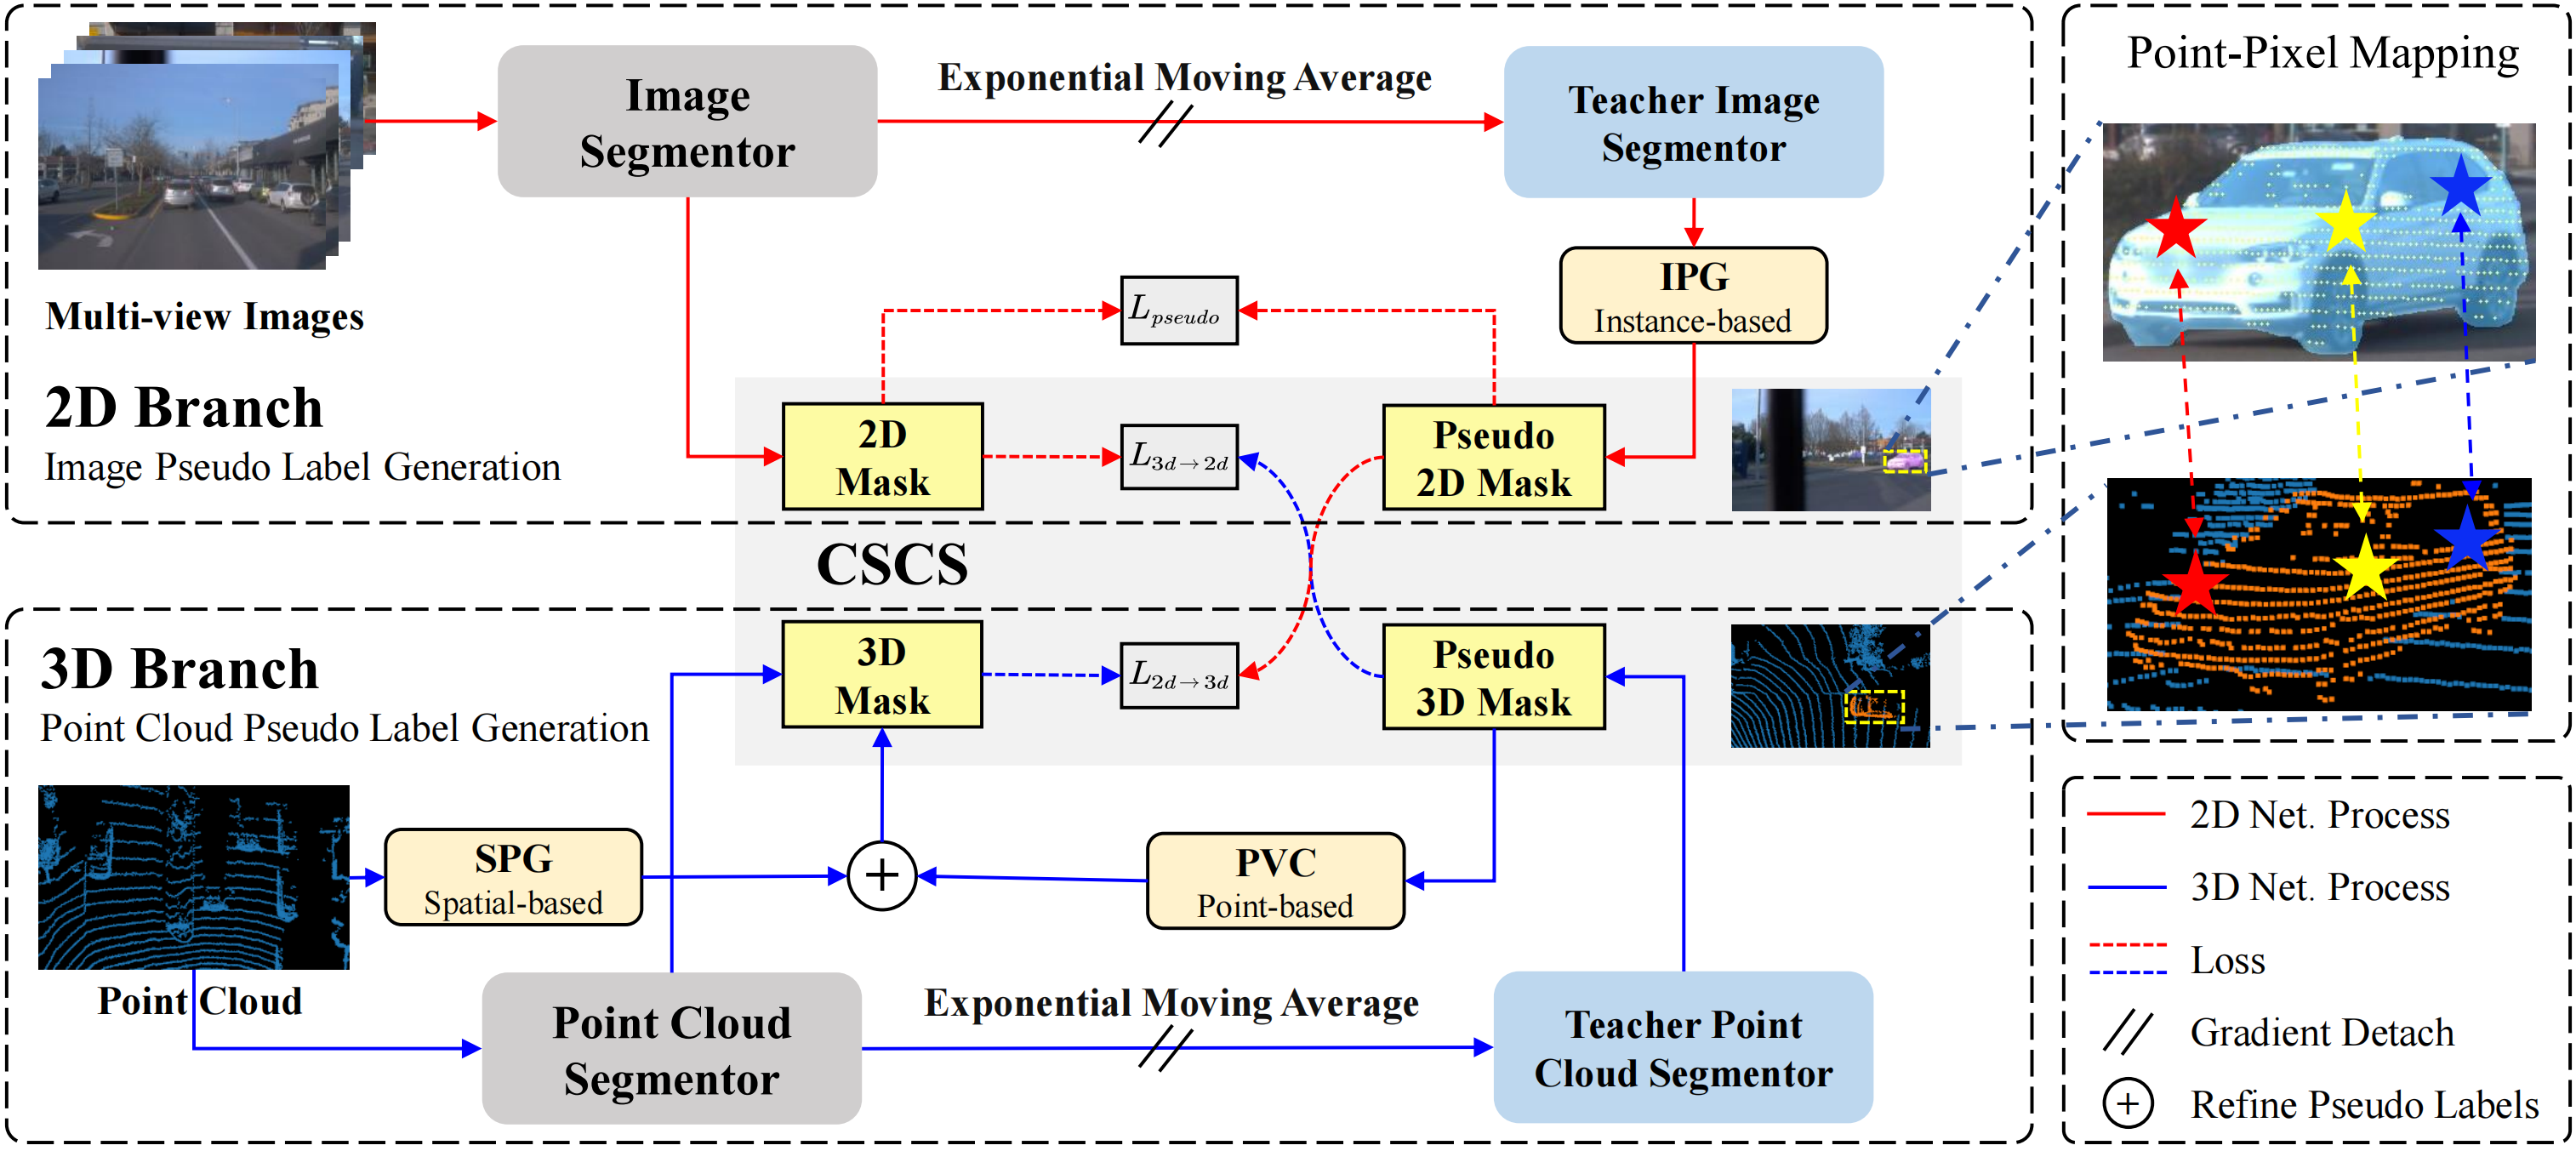 Multi-view Images
2D Branch
Image Pseudo Label Generation
Image
Segmentor
Exponential Moving Average
Teacher Image
Segmentor
IPG
Instance-based
L_{pseudo}
2D
Mask
L_{3d→2d}
Pseudo
2D Mask
CSCS
3D Branch
Point Cloud Pseudo Label Generation
3D
Mask
L_{2d→3d}
Pseudo
3D Mask
SPG
Spatial-based
+
PVC
Point-based
Point Cloud
Point Cloud
Segmentor
Exponential Moving Average
Teacher Point
Cloud Segmentor
Point-Pixel Mapping
2D Net. Process
3D Net. Process
Loss
// Gradient Detach
+ Refine Pseudo Labels